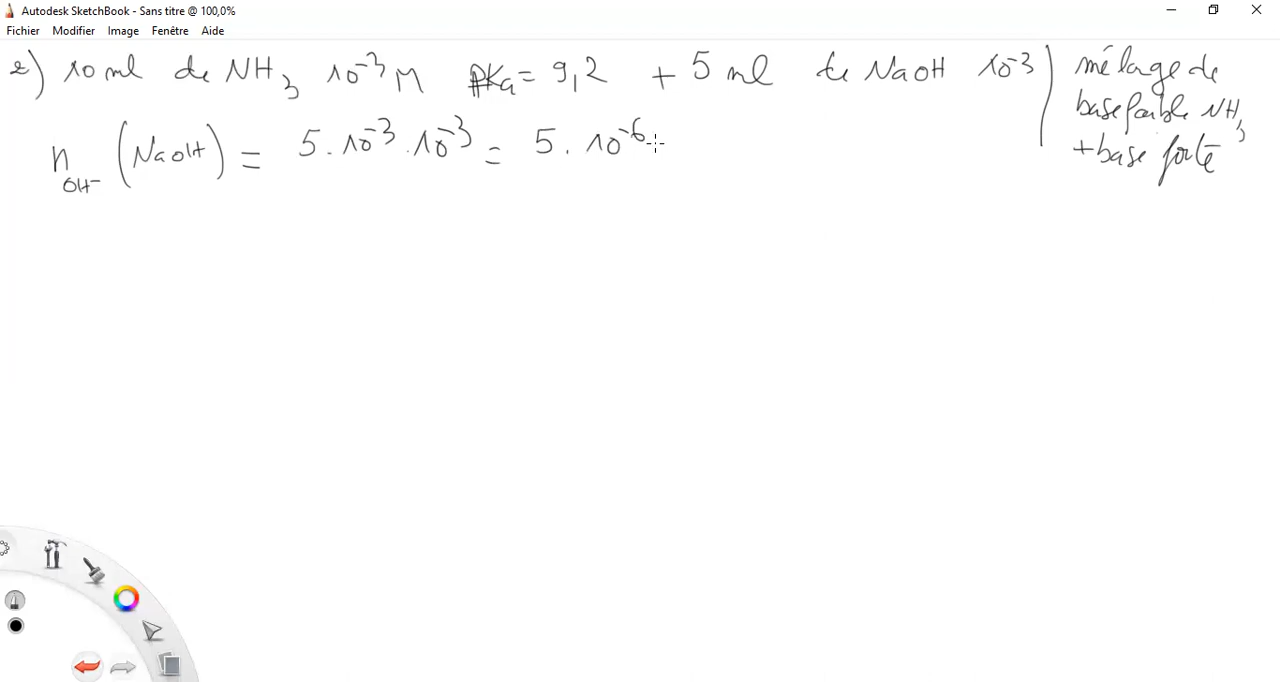 Autodesk SketchBook - Sans titre @ 100,0%
Fichier Modifier Image Fenêtre Aide
2) 10 ml de NH3 10^-3 M pKa = 9,2 + 5 ml de NaOH 10^-3
mélage de
base faible NH3
+ base forte
n OH- (NaOH) = 5 . 10^-3 . 10^-3 = 5 . 10^-6